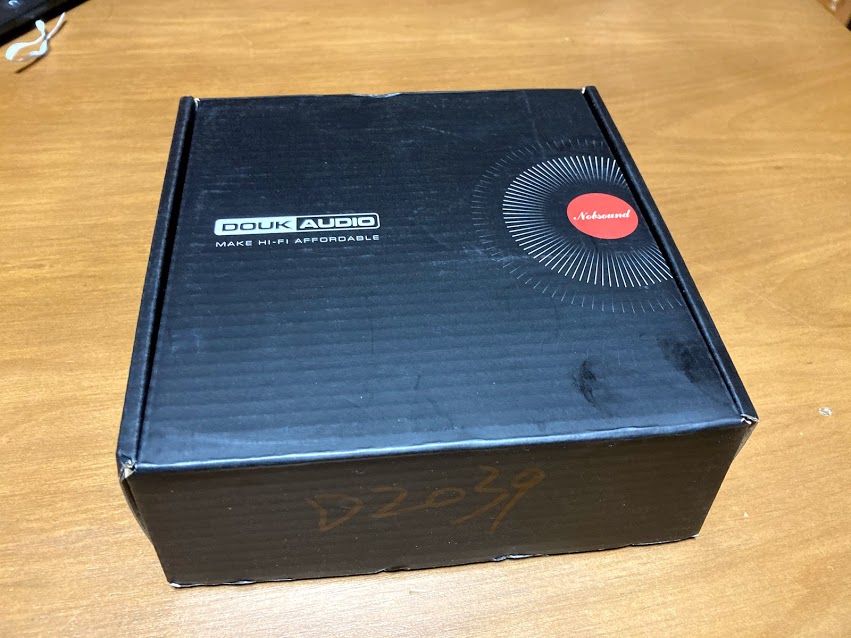 DOUK AUDIO
MAKE HI-FI AFFORDABLE
Nobsound
D2039